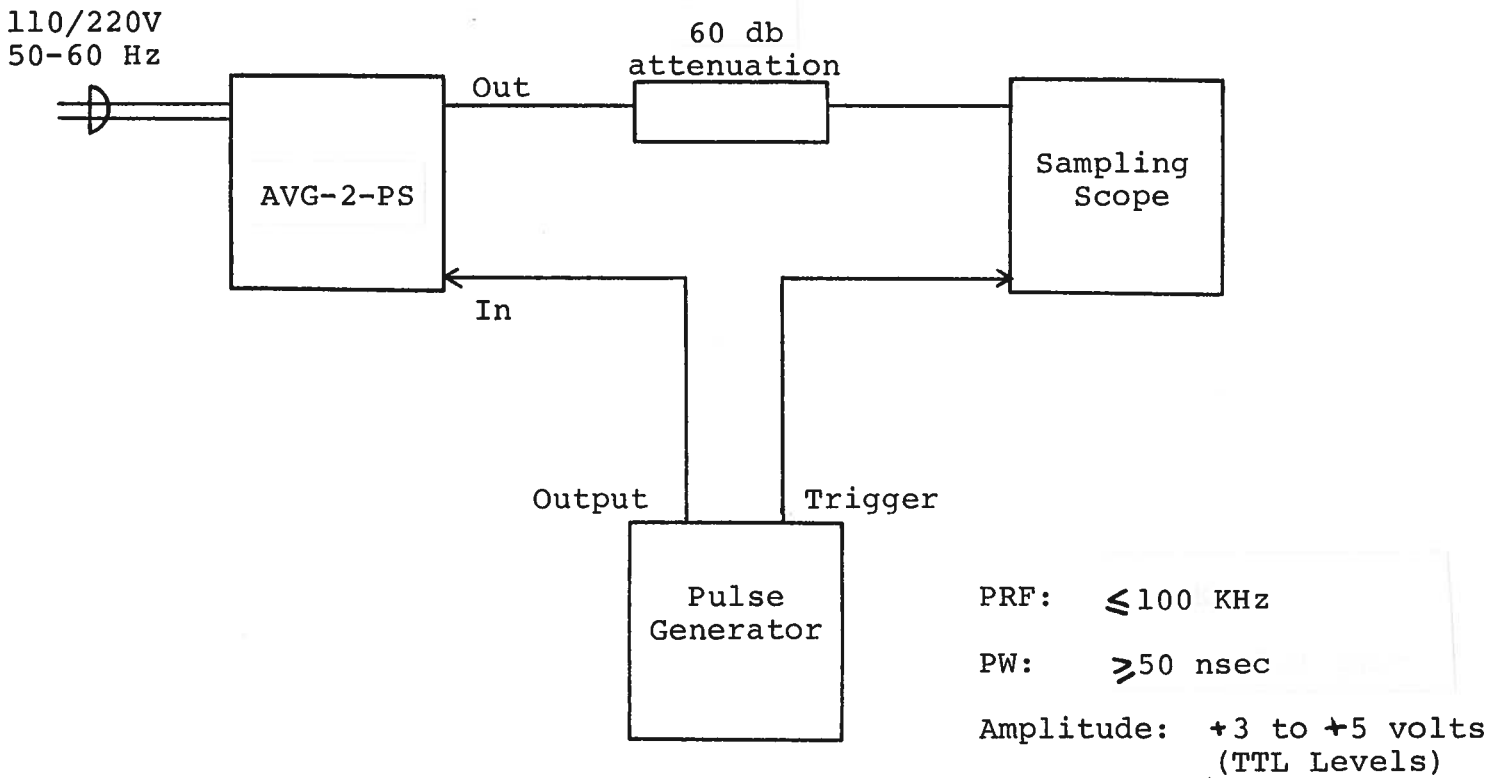 110/220V
50-60 Hz
60 db
attenuation
Out
AVG-2-PS
Sampling
Scope
In
Output
Trigger
Pulse
Generator
PRF: ≤100 KHz
PW: ≥50 nsec
Amplitude: +3 to +5 volts
(TTL Levels)